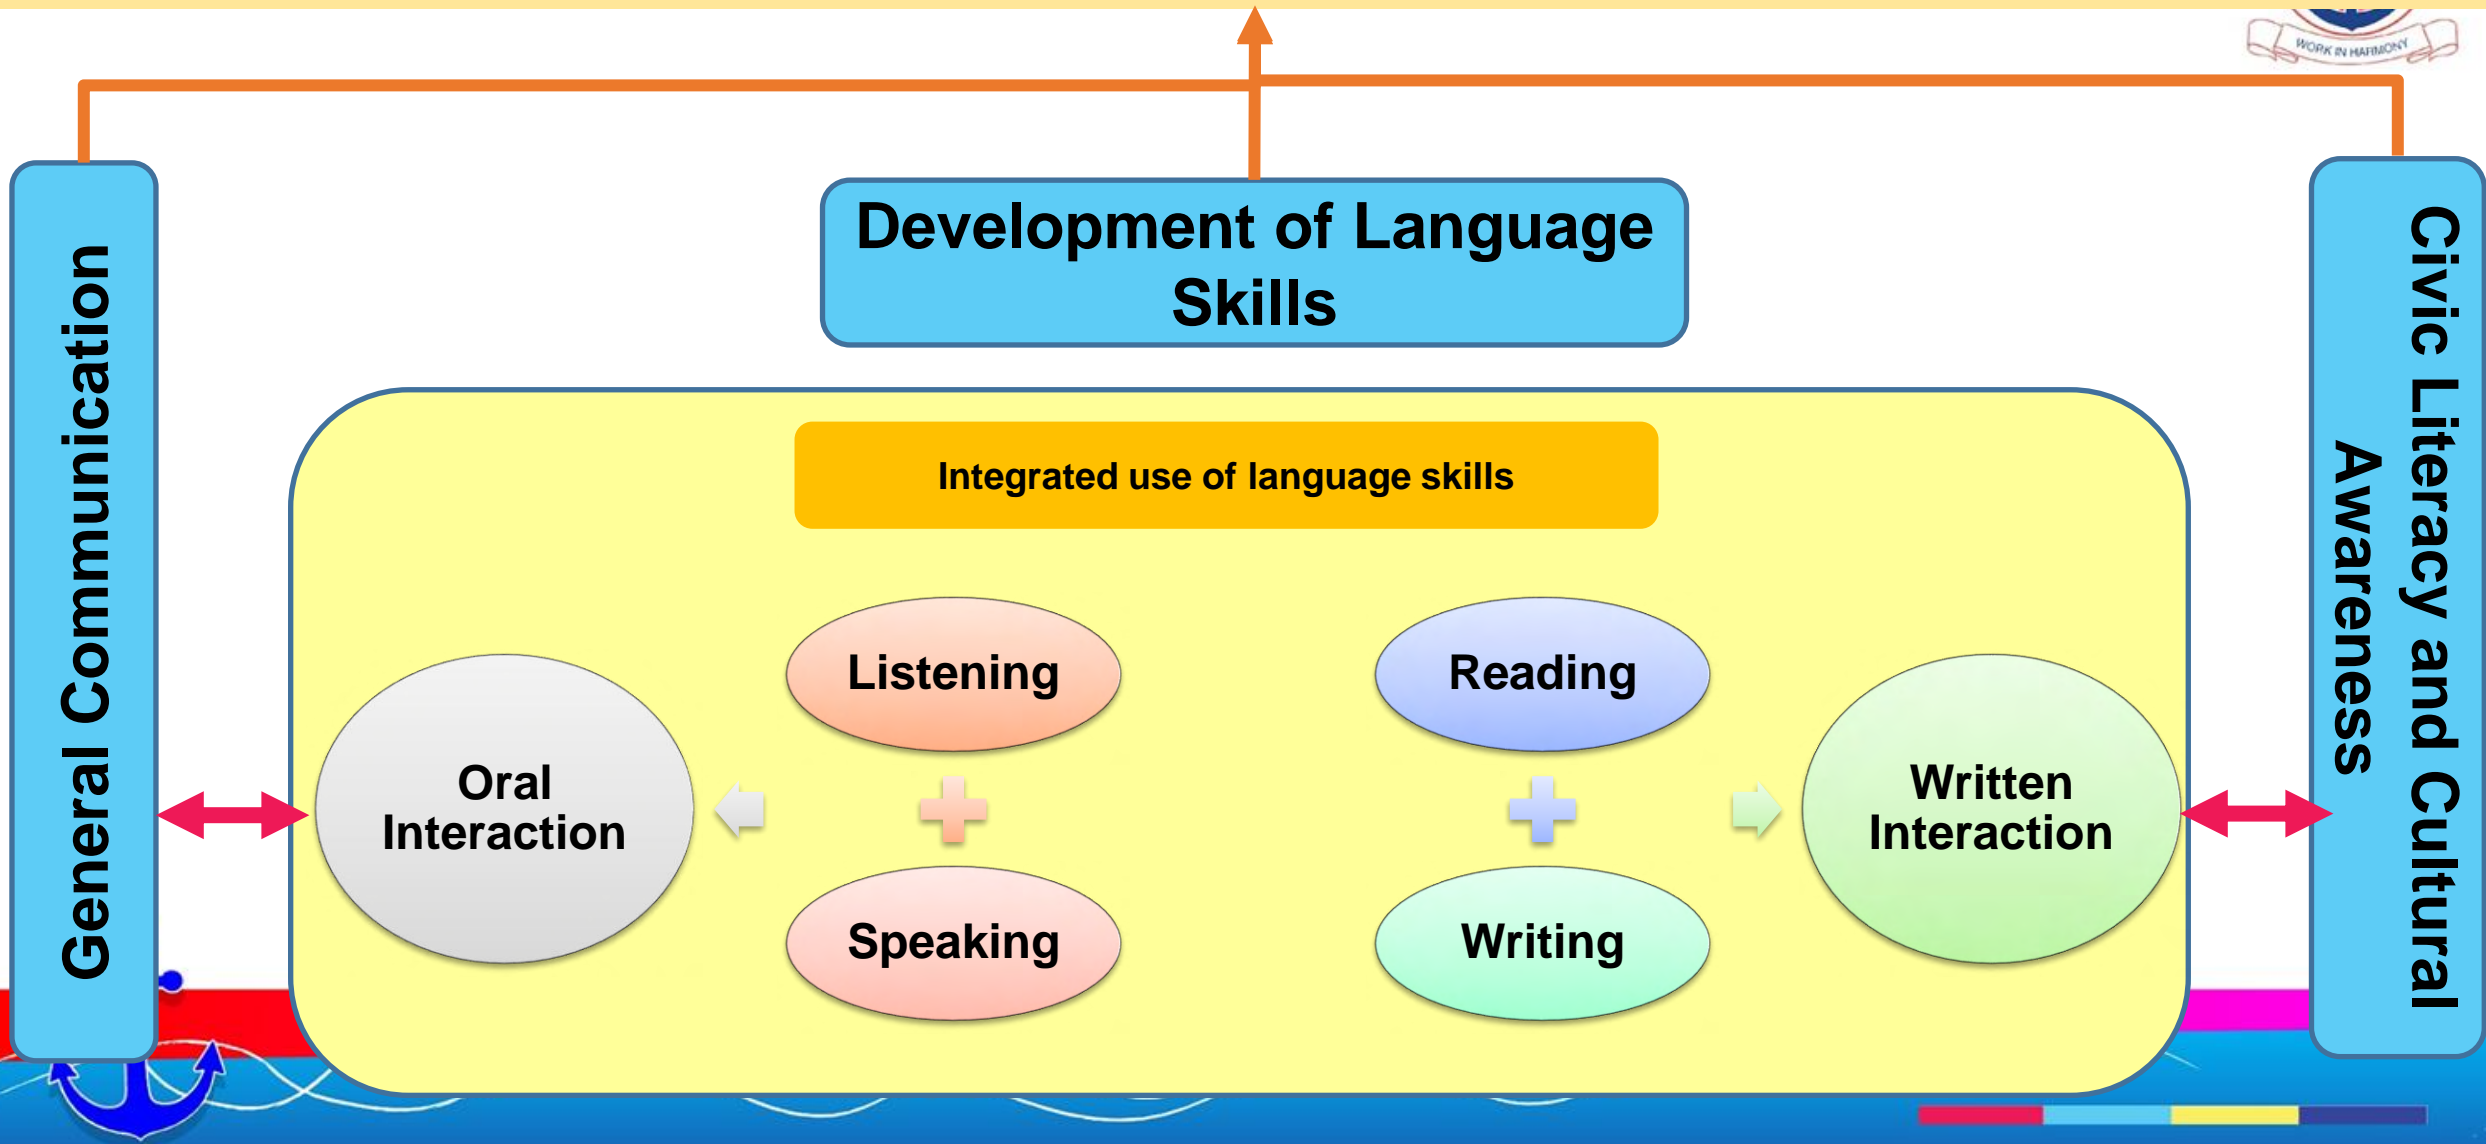 WORK IN HARMONY
Development of Language
Skills
General Communication
Civic Literacy and Cultural
Awareness
Integrated use of language skills
Listening
Reading
Oral
Interaction
Written
Interaction
Speaking
Writing